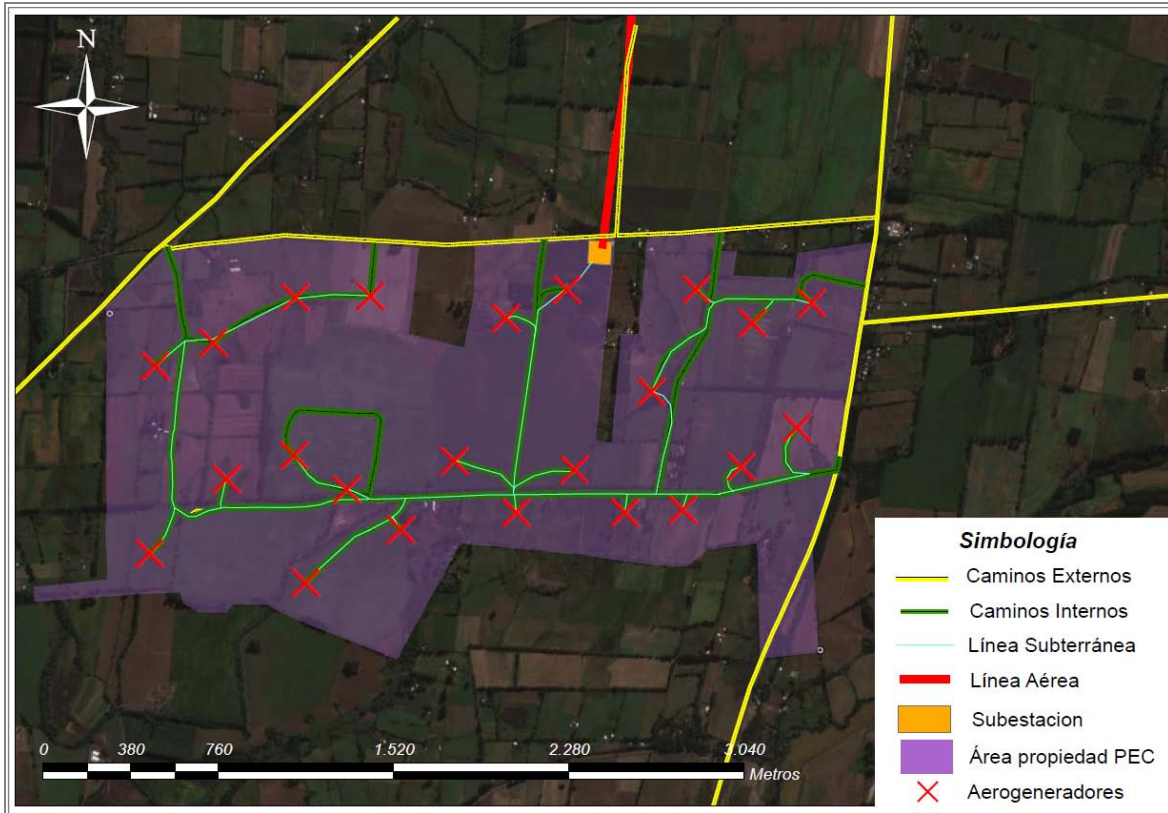 N
Simbología
Caminos Externos
Caminos Internos
Línea Subterránea
Línea Aérea
Subestacion
Área propiedad PEC
Aerogeneradores
0 380 760 1.520 2.280 3.040
Metros